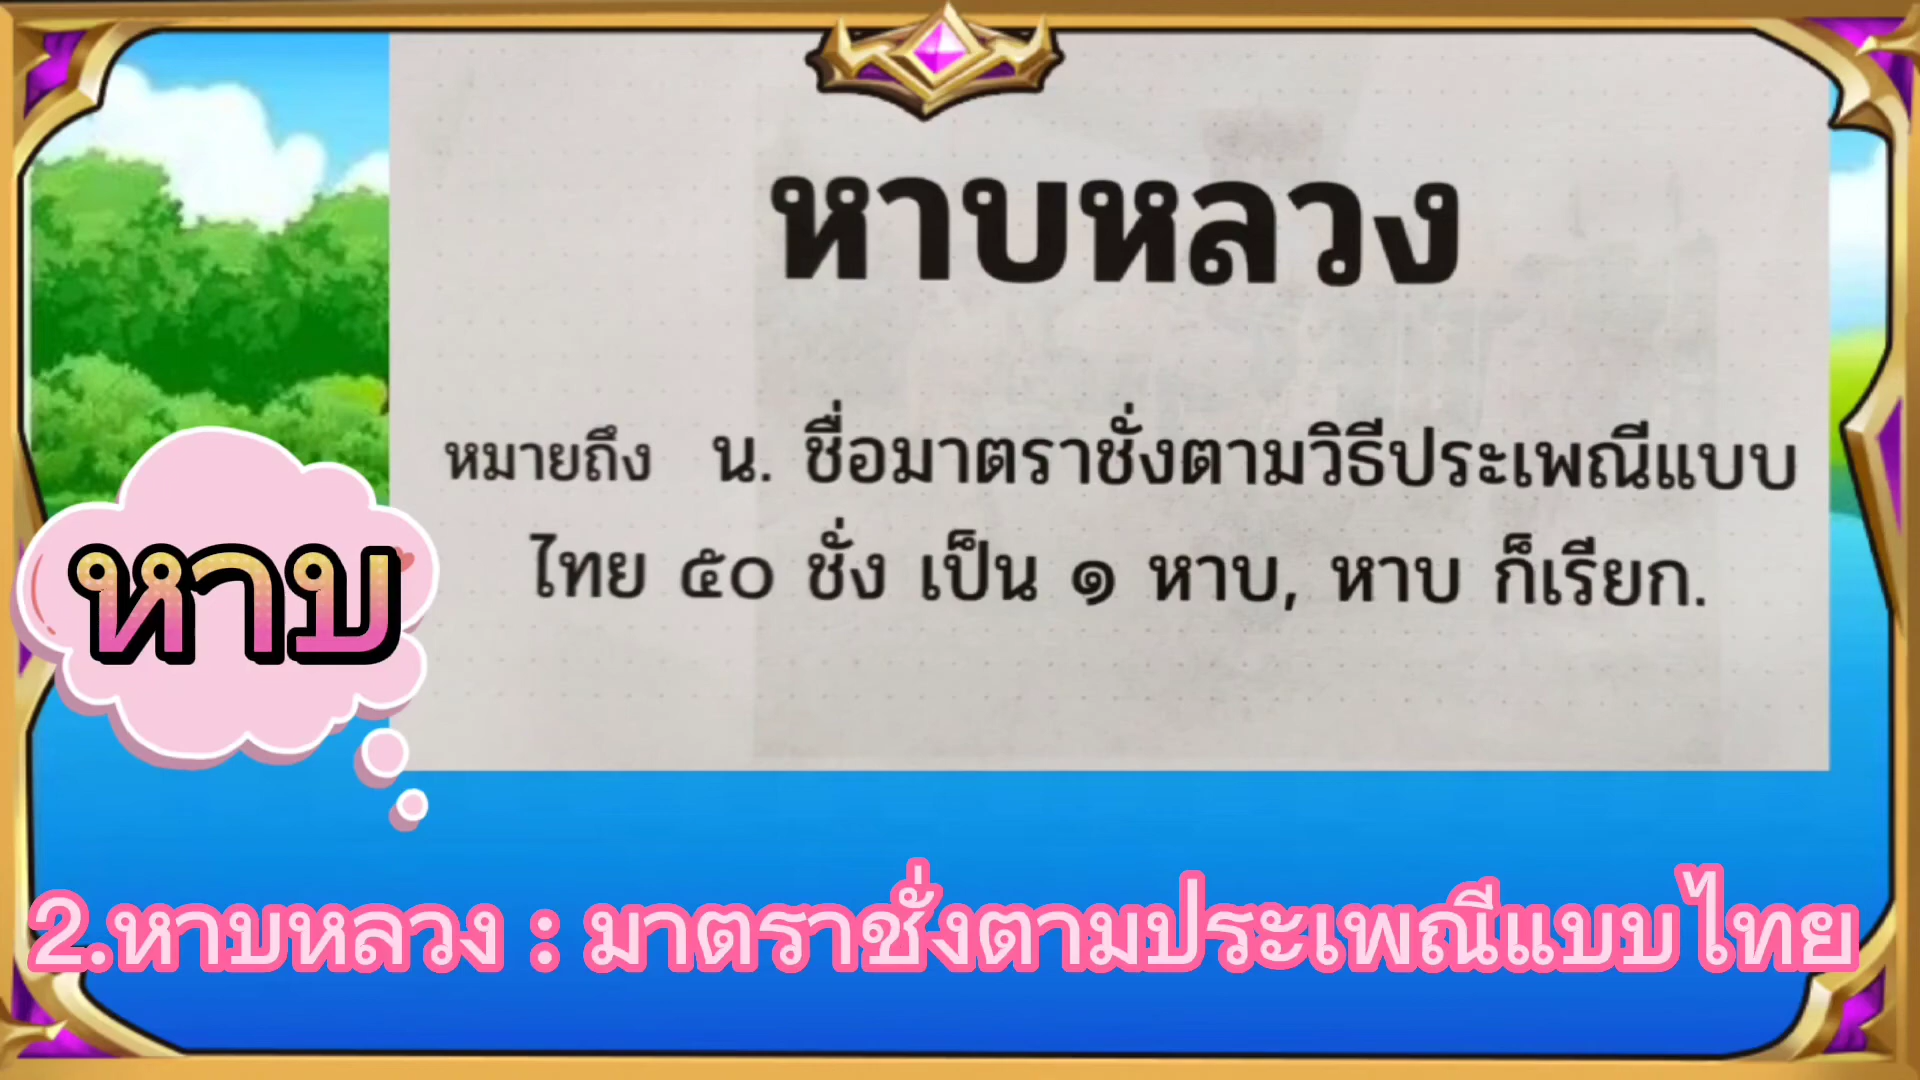 หาบหลวง
หมายถึง น. ชื่อมาตราชั่งตามวิธีประเพณีแบบ
ไทย ๕๐ ชั่ง เป็น ๑ หาบ, หาบ ก็เรียก.
หาบ
2.หาบหลวง : มาตราชั่งตามประเพณีแบบไทย